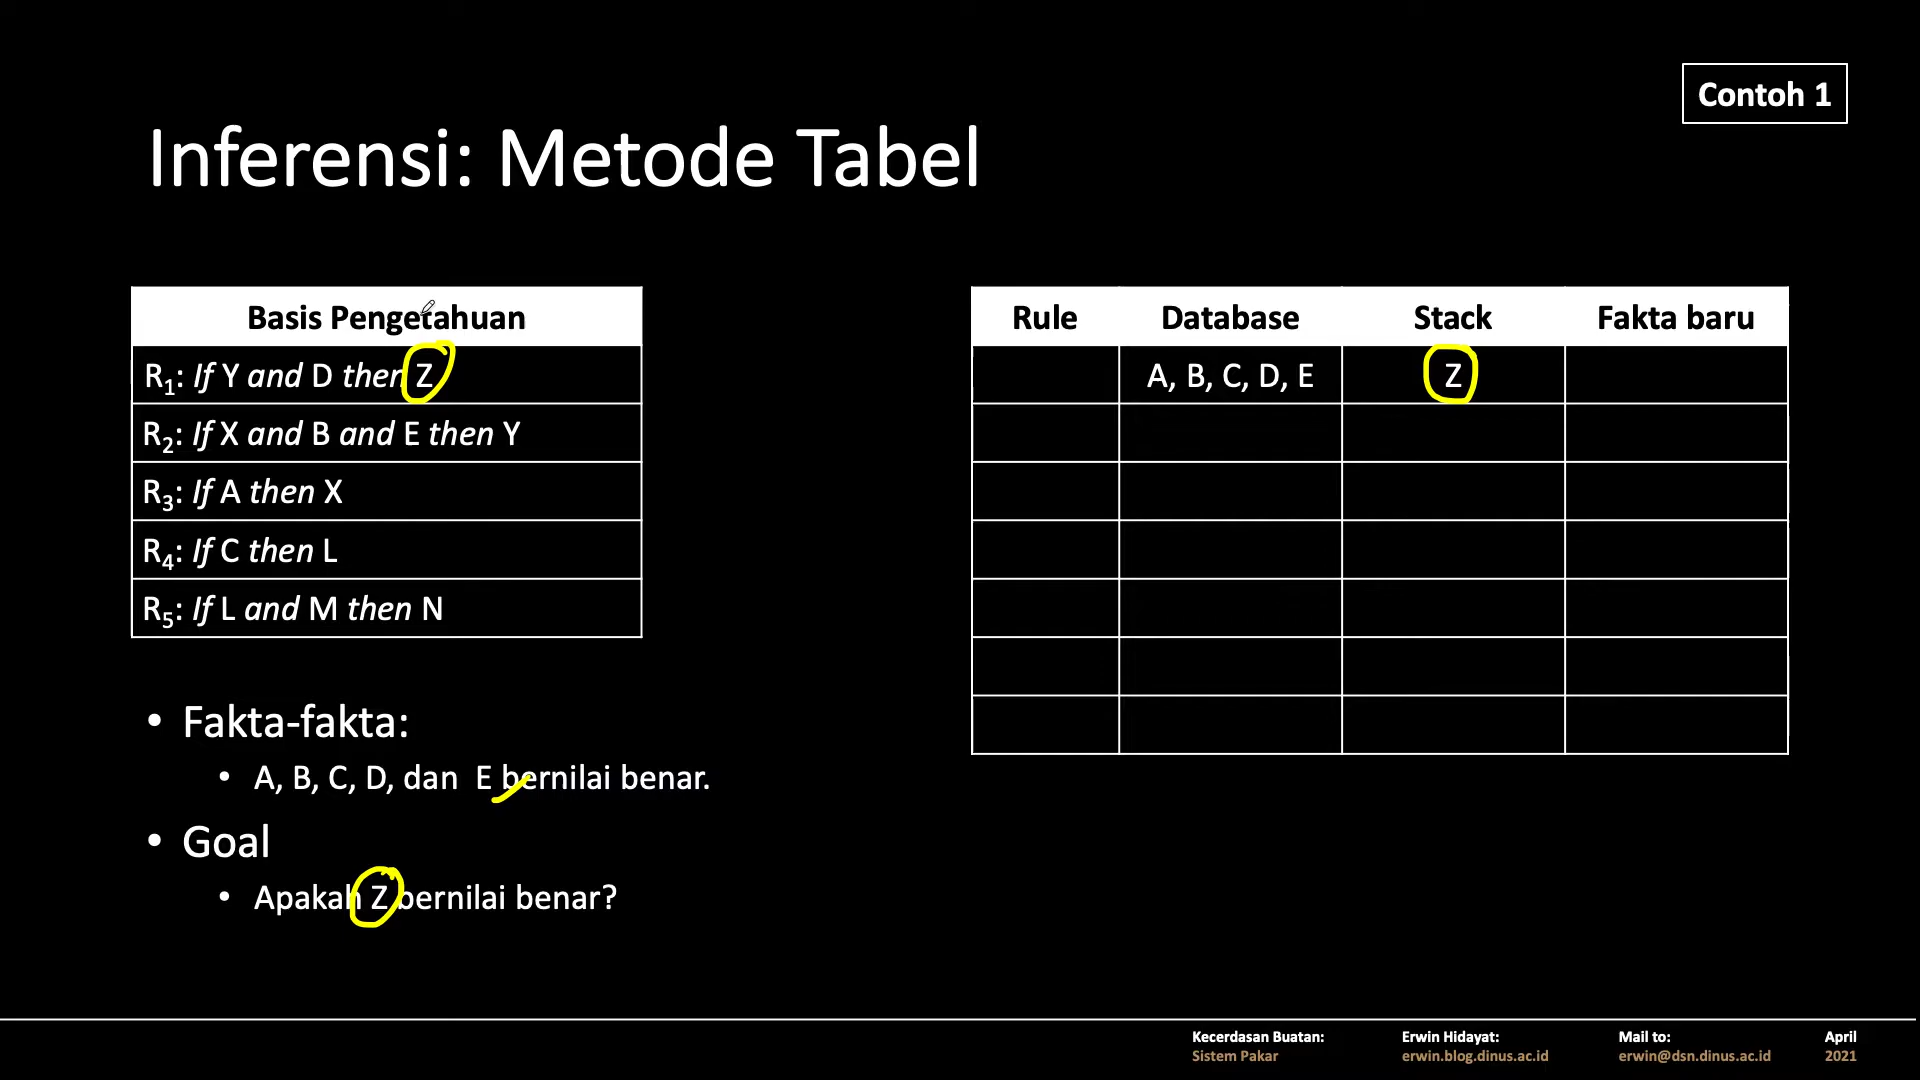 Contoh 1
Inferensi: Metode Tabel
Basis Pengetahuan
R₁: If Y and D then Z
R₂: If X and B and E then Y
R₃: If A then X
R₄: If C then L
R₅: If L and M then N
Rule Database Stack Fakta baru
A, B, C, D, E Z
• Fakta-fakta:
• A, B, C, D, dan E bernilai benar.
• Goal
• Apakah Z bernilai benar?
Kecerdasan Buatan: Erwin Hidayat: Mail to: April
Sistem Pakar erwin.blog.dinus.ac.id erwin@dsn.dinus.ac.id 2021